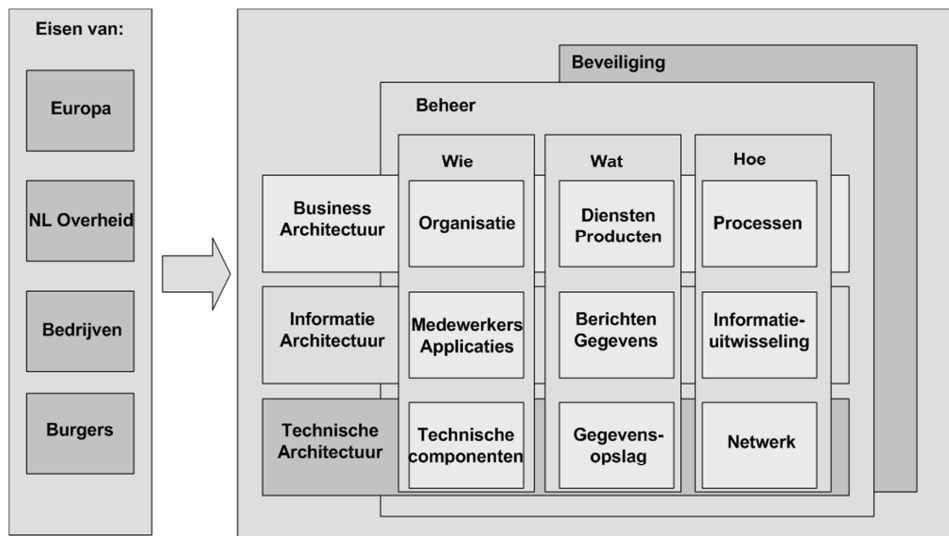 Eisen van:
Europa
NL Overheid
Bedrijven
Burgers
Beveiliging
Beheer
Wie
Wat
Hoe
Business
Architectuur
Organisatie
Diensten
Producten
Processen
Informatie
Architectuur
Medewerkers
Applicaties
Berichten
Gegevens
Informatie-
uitwisseling
Technische
Architectuur
Technische
componenten
Gegevens-
opslag
Netwerk